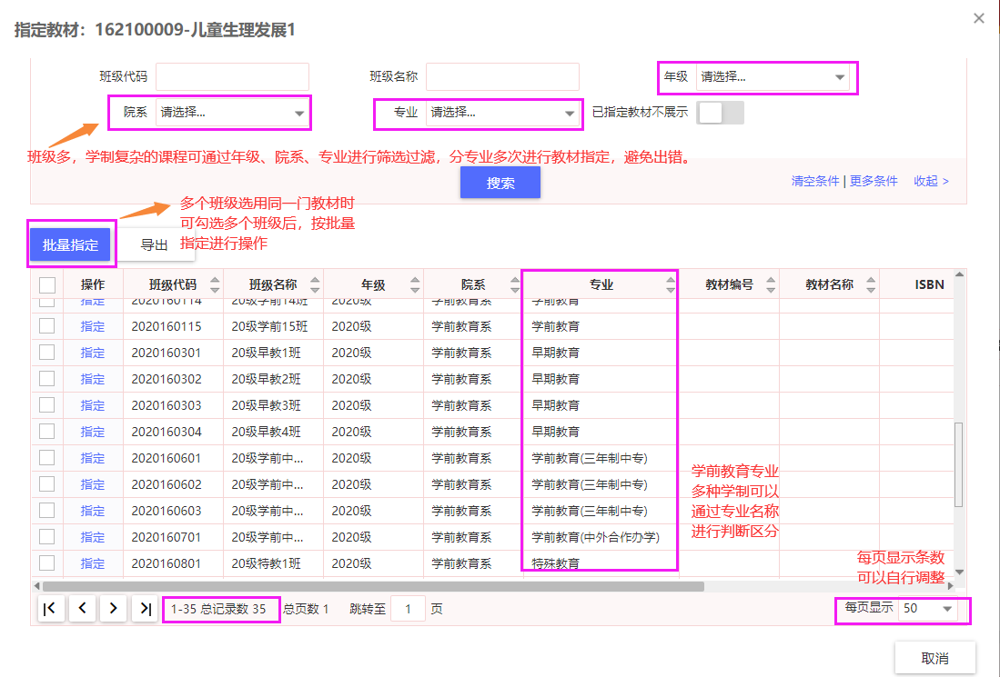 指定教材：162100009-儿童生理发展1
班级代码 班级名称 年级 请选择...
院系 请选择... 专业 请选择... 已指定教材不展示
班级多，学制复杂的课程可通过年级、院系、专业进行筛选过滤，分专业多次进行教材指定，避免出错。
搜索 清空条件 | 更多条件 收起 >
多个班级选用同一门教材时
可勾选多个班级后，按批量
指定进行操作
批量指定 导出
操作 班级代码 班级名称 年级 院系 专业 教材编号 教材名称 ISBN
指定 2020160114 20级学前14班 2020级 学前教育系 学前教育
指定 2020160115 20级学前15班 2020级 学前教育系 学前教育
指定 2020160301 20级早教1班 2020级 学前教育系 早期教育
指定 2020160302 20级早教2班 2020级 学前教育系 早期教育
指定 2020160303 20级早教3班 2020级 学前教育系 早期教育
指定 2020160304 20级早教4班 2020级 学前教育系 早期教育
指定 2020160601 20级学前中... 2020级 学前教育系 学前教育(三年制中专)
指定 2020160602 20级学前中... 2020级 学前教育系 学前教育(三年制中专)
指定 2020160603 20级学前中... 2020级 学前教育系 学前教育(三年制中专)
指定 2020160701 20级学前中... 2020级 学前教育系 学前教育(中外合作办学)
指定 2020160801 20级特教1班 2020级 学前教育系 特殊教育
学前教育专业
多种学制可以
通过专业名称
进行判断区分
每页显示条数
可以自行调整
1-35 总记录数 35 总页数 1 跳转至 1 页 每页显示 50
取消